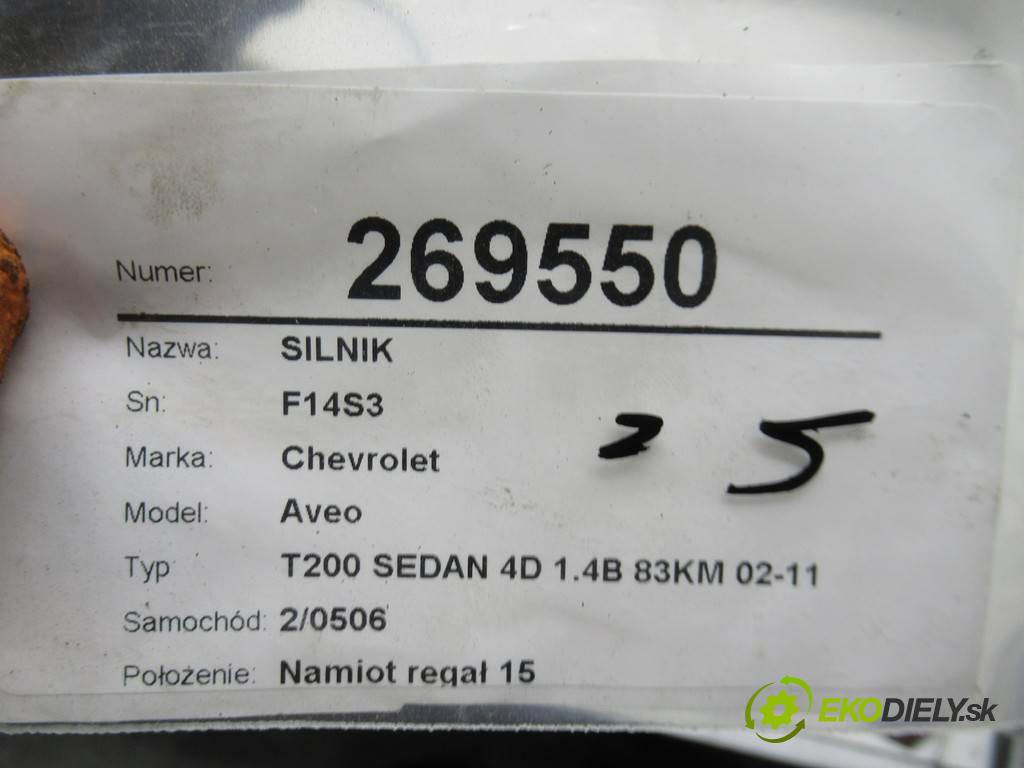 Numer: 269550
Nazwa: SILNIK
Sn: F14S3
Marka: Chevrolet
Model: Aveo
Typ T200 SEDAN 4D 1.4B 83KM 02-11
Samochód: 2/0506
Położenie: Namiot regał 15
5
EKODIELY.sk